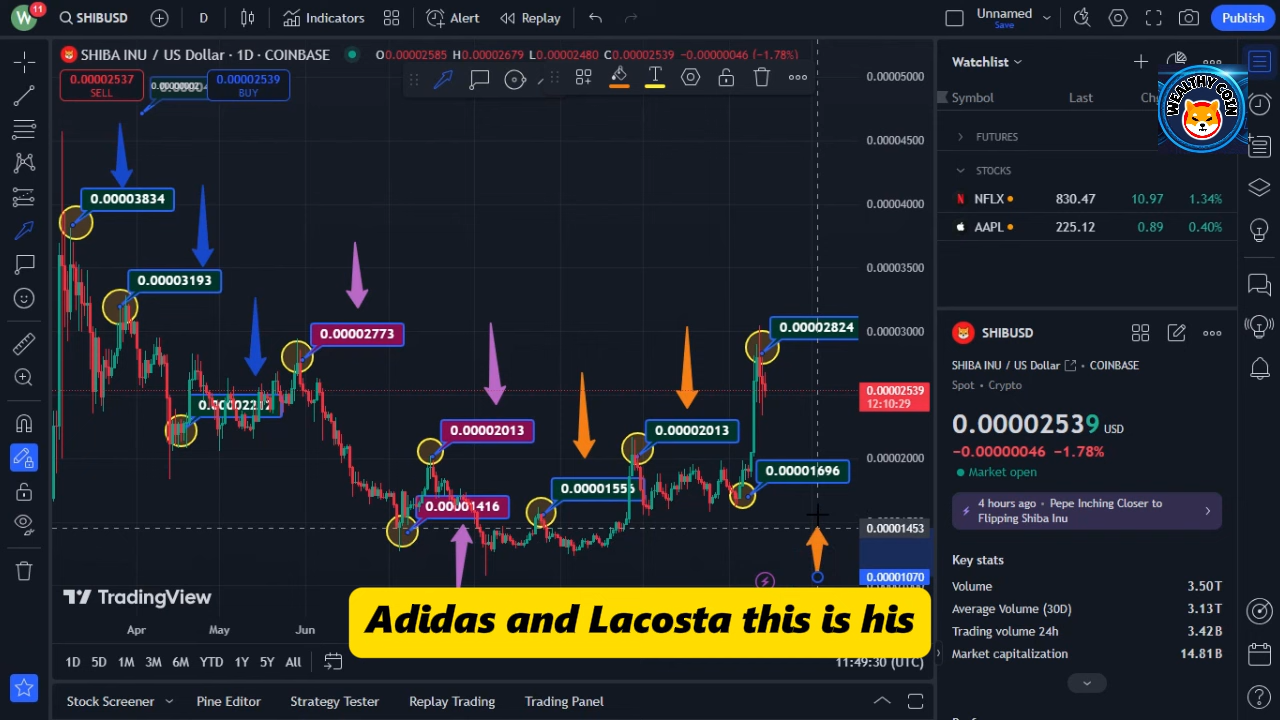 W 11 SHIBUSD D Indicators Alert Replay Unnamed Save Publish
SHIBA INU / US Dollar · 1D · COINBASE O0.00002585 H0.00002679 L0.00002480 C0.00002539 −0.00000046 (−1.78%)
0.00002537 SELL
0.00002539 BUY
0.00003834
0.00003193
0.00002212
0.00002773
0.00002013
0.00001416
0.00001556
0.00002013
0.00001696
0.00002824
0.00005000
0.00004500
0.00004000
0.00003500
0.00003000
0.00002539
12:10:29
0.00002000
0.00001453
0.00001070
TradingView
Apr May Jun
Adidas and Lacosta this is his
1D 5D 1M 3M 6M YTD 1Y 5Y All
11:49:30 (UTC)
Stock Screener Pine Editor Strategy Tester Replay Trading Trading Panel
Watchlist
WEALTHY COIN
Symbol Last
FUTURES
STOCKS
NFLX 830.47 10.97 1.34%
AAPL 225.12 0.89 0.40%
SHIBUSD
SHIBA INU / US Dollar · COINBASE
Spot · Crypto
0.00002539 USD
−0.00000046 −1.78%
Market open
4 hours ago · Pepe Inching Closer to
Flipping Shiba Inu
Key stats
Volume 3.50T
Average Volume (30D) 3.13T
Trading volume 24h 3.42B
Market capitalization 14.81B